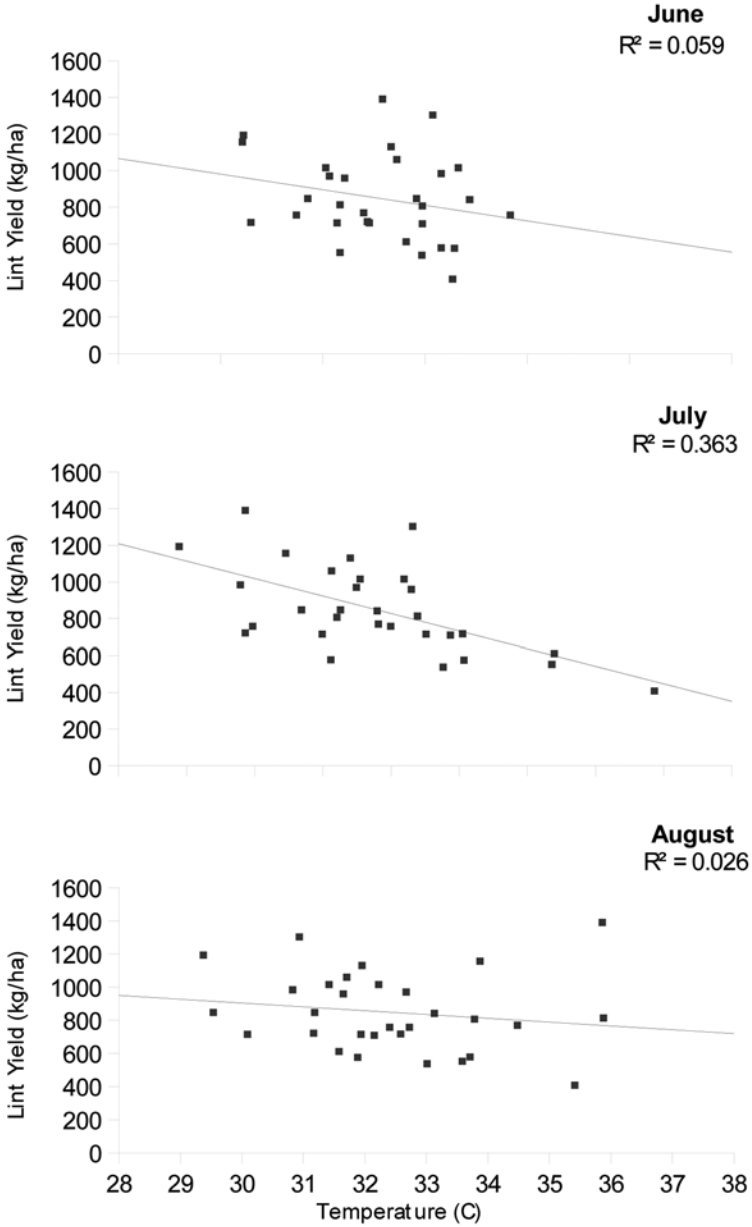 June
R² = 0.059
1600
1400
1200
1000
800
600
400
200
0
Lint Yield (kg/ha)
July
R² = 0.363
1600
1400
1200
1000
800
600
400
200
0
Lint Yield (kg/ha)
August
R² = 0.026
1600
1400
1200
1000
800
600
400
200
0
Lint Yield (kg/ha)
28 29 30 31 32 33 34 35 36 37 38
Temperature (C)